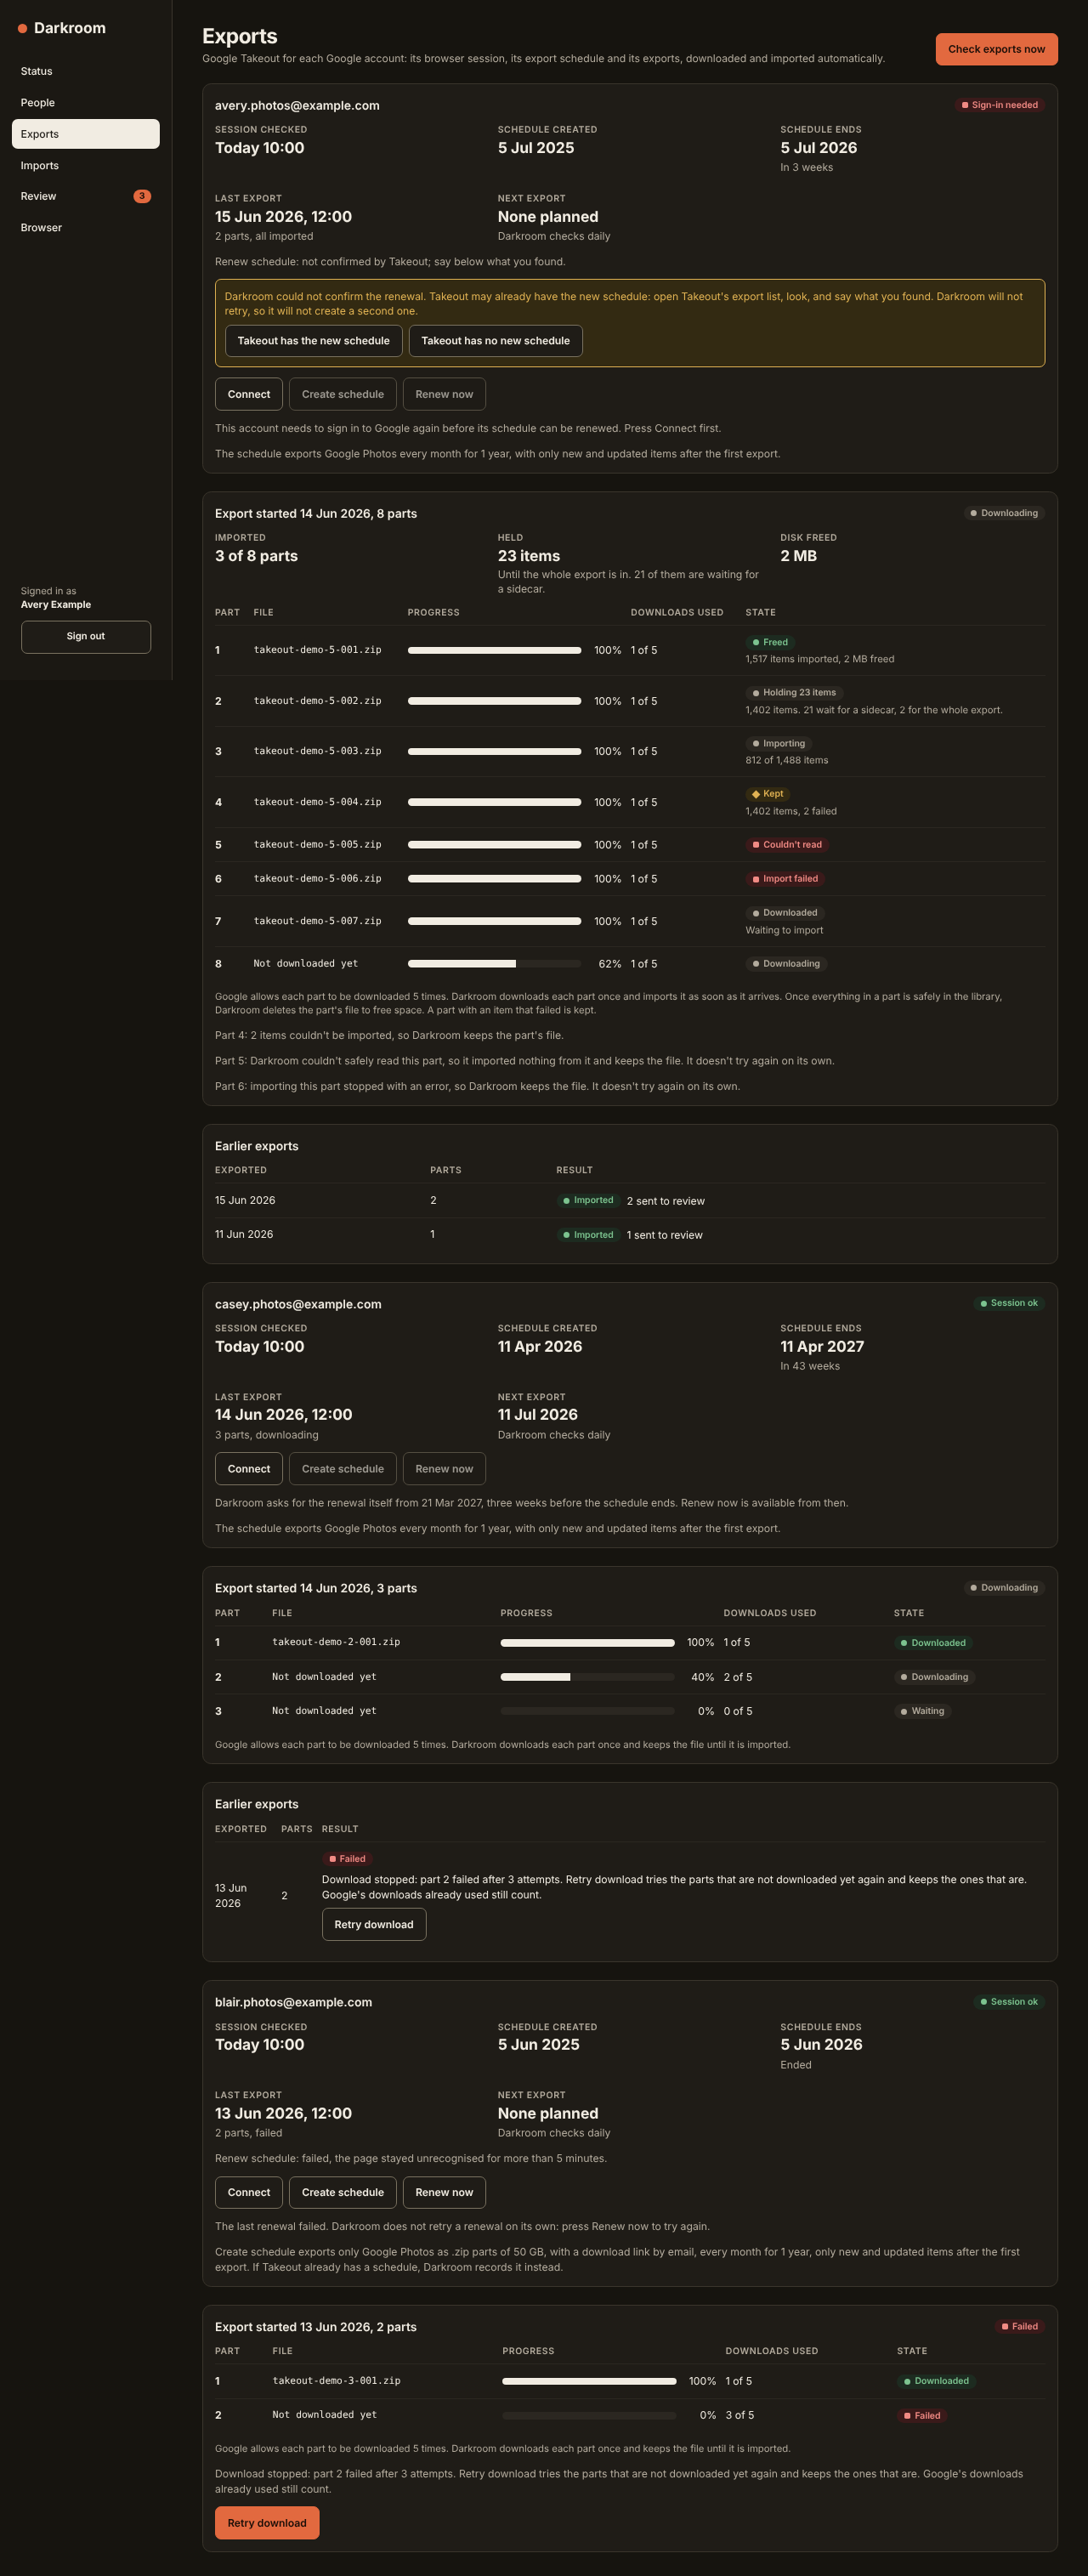 Darkroom
Status
People
Exports
Imports
Review 3
Browser
Signed in as
Avery Example
Sign out
Exports
Google Takeout for each Google account: its browser session, its export schedule and its exports, downloaded and imported automatically.
Check exports now
avery.photos@example.com
Sign-in needed
SESSION CHECKED SCHEDULE CREATED SCHEDULE ENDS
Today 10:00 5 Jul 2025 5 Jul 2026
In 3 weeks
LAST EXPORT NEXT EXPORT
15 Jun 2026, 12:00 None planned
2 parts, all imported Darkroom checks daily
Renew schedule: not confirmed by Takeout; say below what you found.
Darkroom could not confirm the renewal. Takeout may already have the new schedule: open Takeout's export list, look, and say what you found. Darkroom will not
retry, so it will not create a second one.
Takeout has the new schedule Takeout has no new schedule
Connect Create schedule Renew now
This account needs to sign in to Google again before its schedule can be renewed. Press Connect first.
The schedule exports Google Photos every month for 1 year, with only new and updated items after the first export.
Export started 14 Jun 2026, 8 parts
Downloading
IMPORTED HELD DISK FREED
3 of 8 parts 23 items 2 MB
Until the whole export is in. 21 of them are waiting for
a sidecar.
PART FILE PROGRESS DOWNLOADS USED STATE
1 takeout-demo-5-001.zip 100% 1 of 5 Freed
1,517 items imported, 2 MB freed
2 takeout-demo-5-002.zip 100% 1 of 5 Holding 23 items
1,402 items. 21 wait for a sidecar, 2 for the whole export.
3 takeout-demo-5-003.zip 100% 1 of 5 Importing
812 of 1,488 items
4 takeout-demo-5-004.zip 100% 1 of 5 Kept
1,402 items, 2 failed
5 takeout-demo-5-005.zip 100% 1 of 5 Couldn't read
6 takeout-demo-5-006.zip 100% 1 of 5 Import failed
7 takeout-demo-5-007.zip 100% 1 of 5 Downloaded
Waiting to import
8 Not downloaded yet 62% 1 of 5 Downloading
Google allows each part to be downloaded 5 times. Darkroom downloads each part once and imports it as soon as it arrives. Once everything in a part is safely in the library,
Darkroom deletes the part's file to free space. A part with an item that failed is kept.
Part 4: 2 items couldn't be imported, so Darkroom keeps the part's file.
Part 5: Darkroom couldn't safely read this part, so it imported nothing from it and keeps the file. It doesn't try again on its own.
Part 6: importing this part stopped with an error, so Darkroom keeps the file. It doesn't try again on its own.
Earlier exports
EXPORTED PARTS RESULT
15 Jun 2026 2 Imported 2 sent to review
11 Jun 2026 1 Imported 1 sent to review
casey.photos@example.com
Session ok
SESSION CHECKED SCHEDULE CREATED SCHEDULE ENDS
Today 10:00 11 Apr 2026 11 Apr 2027
In 43 weeks
LAST EXPORT NEXT EXPORT
14 Jun 2026, 12:00 11 Jul 2026
3 parts, downloading Darkroom checks daily
Connect Create schedule Renew now
Darkroom asks for the renewal itself from 21 Mar 2027, three weeks before the schedule ends. Renew now is available from then.
The schedule exports Google Photos every month for 1 year, with only new and updated items after the first export.
Export started 14 Jun 2026, 3 parts
Downloading
PART FILE PROGRESS DOWNLOADS USED STATE
1 takeout-demo-2-001.zip 100% 1 of 5 Downloaded
2 Not downloaded yet 40% 2 of 5 Downloading
3 Not downloaded yet 0% 0 of 5 Waiting
Google allows each part to be downloaded 5 times. Darkroom downloads each part once and keeps the file until it is imported.
Earlier exports
EXPORTED PARTS RESULT
13 Jun
2026
2
Failed
Download stopped: part 2 failed after 3 attempts. Retry download tries the parts that are not downloaded yet again and keeps the ones that are.
Google's downloads already used still count.
Retry download
blair.photos@example.com
Session ok
SESSION CHECKED SCHEDULE CREATED SCHEDULE ENDS
Today 10:00 5 Jun 2025 5 Jun 2026
Ended
LAST EXPORT NEXT EXPORT
13 Jun 2026, 12:00 None planned
2 parts, failed Darkroom checks daily
Renew schedule: failed, the page stayed unrecognised for more than 5 minutes.
Connect Create schedule Renew now
The last renewal failed. Darkroom does not retry a renewal on its own: press Renew now to try again.
Create schedule exports only Google Photos as .zip parts of 50 GB, with a download link by email, every month for 1 year, only new and updated items after the first
export. If Takeout already has a schedule, Darkroom records it instead.
Export started 13 Jun 2026, 2 parts
Failed
PART FILE PROGRESS DOWNLOADS USED STATE
1 takeout-demo-3-001.zip 100% 1 of 5 Downloaded
2 Not downloaded yet 0% 3 of 5 Failed
Google allows each part to be downloaded 5 times. Darkroom downloads each part once and keeps the file until it is imported.
Download stopped: part 2 failed after 3 attempts. Retry download tries the parts that are not downloaded yet again and keeps the ones that are. Google's downloads
already used still count.
Retry download